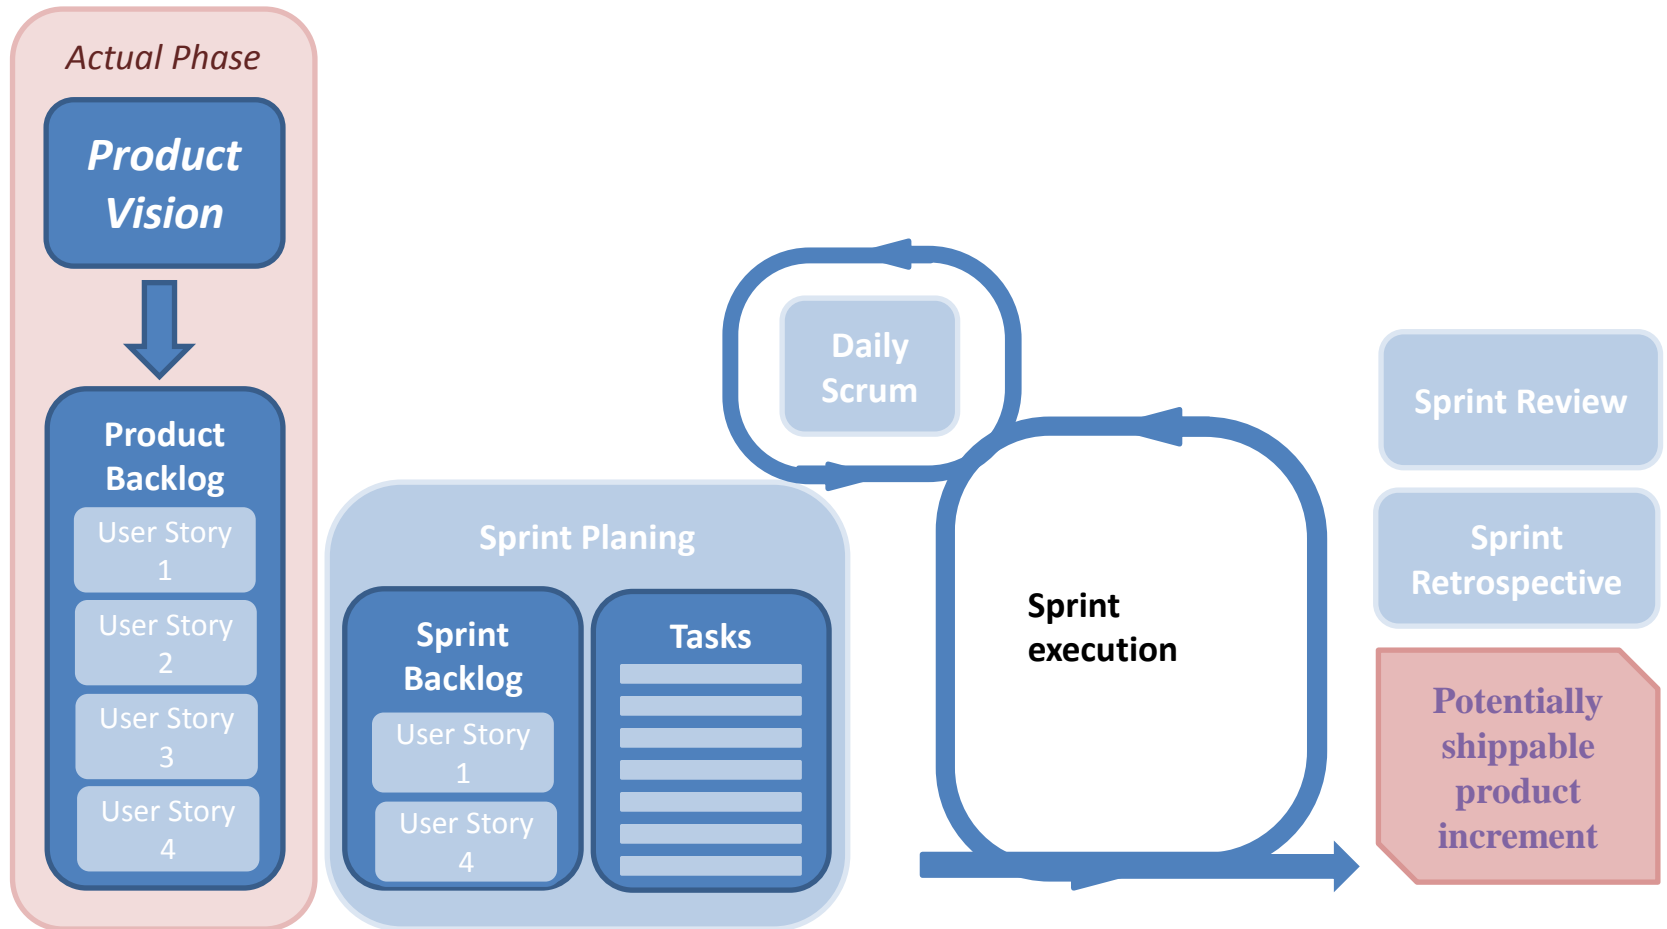 Actual Phase
Product
Vision
Product
Backlog
User Story
1
User Story
2
User Story
3
User Story
4
Sprint Planing
Sprint
Backlog
User Story
1
User Story
4
Tasks
Daily
Scrum
Sprint
execution
Sprint Review
Sprint
Retrospective
Potentially
shippable
product
increment